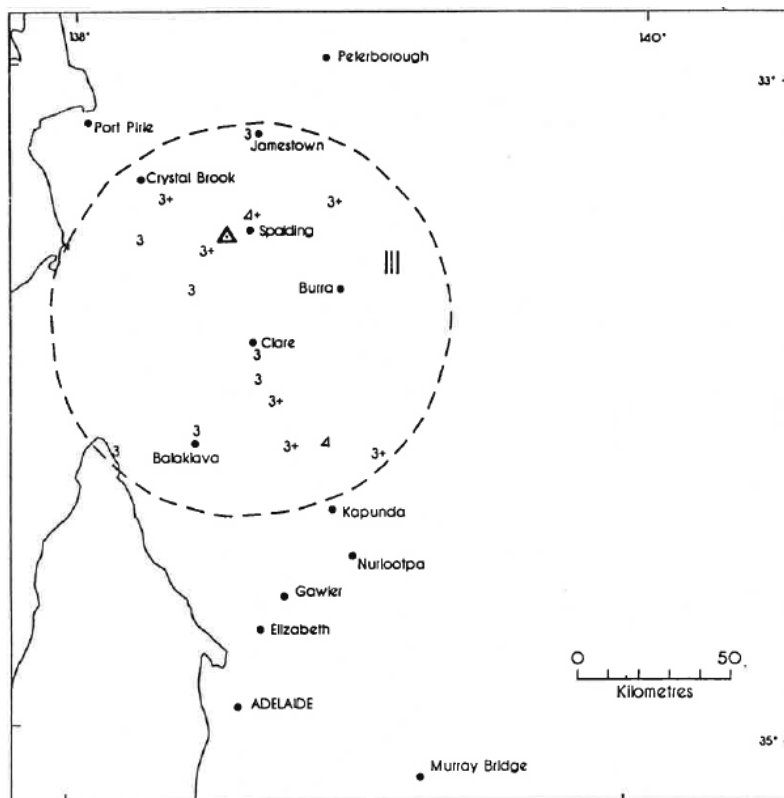 138°
140°
Peterborough
33°
Port Pirie
3
Jamestown
Crystal Brook
3+
3+
4+
Spalding
3
3+
III
3
Burra
Clare
3
3
3+
3
3
3+
4
3+
Balaklava
Kapunda
Nuriootpa
Gawler
Elizabeth
0 50
Kilometres
ADELAIDE
35°
Murray Bridge